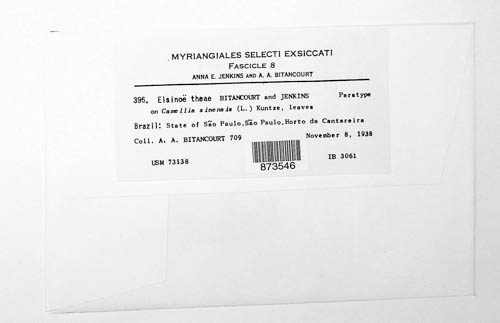 MYRIANGIALES SELECTI EXSICCATI
FASCICLE 8
ANNA E. JENKINS AND A. A. BITANCOURT
396. Elsinoë theae BITANCOURT and JENKINS Paratype
on Camellia sinensis (L.) Kuntze, leaves
Brazil: State of São Paulo, São Paulo, Horto da Cantareira
Coll. A. A. BITANCOURT 709 November 8, 1938
USM 73138 IB 3061
873546